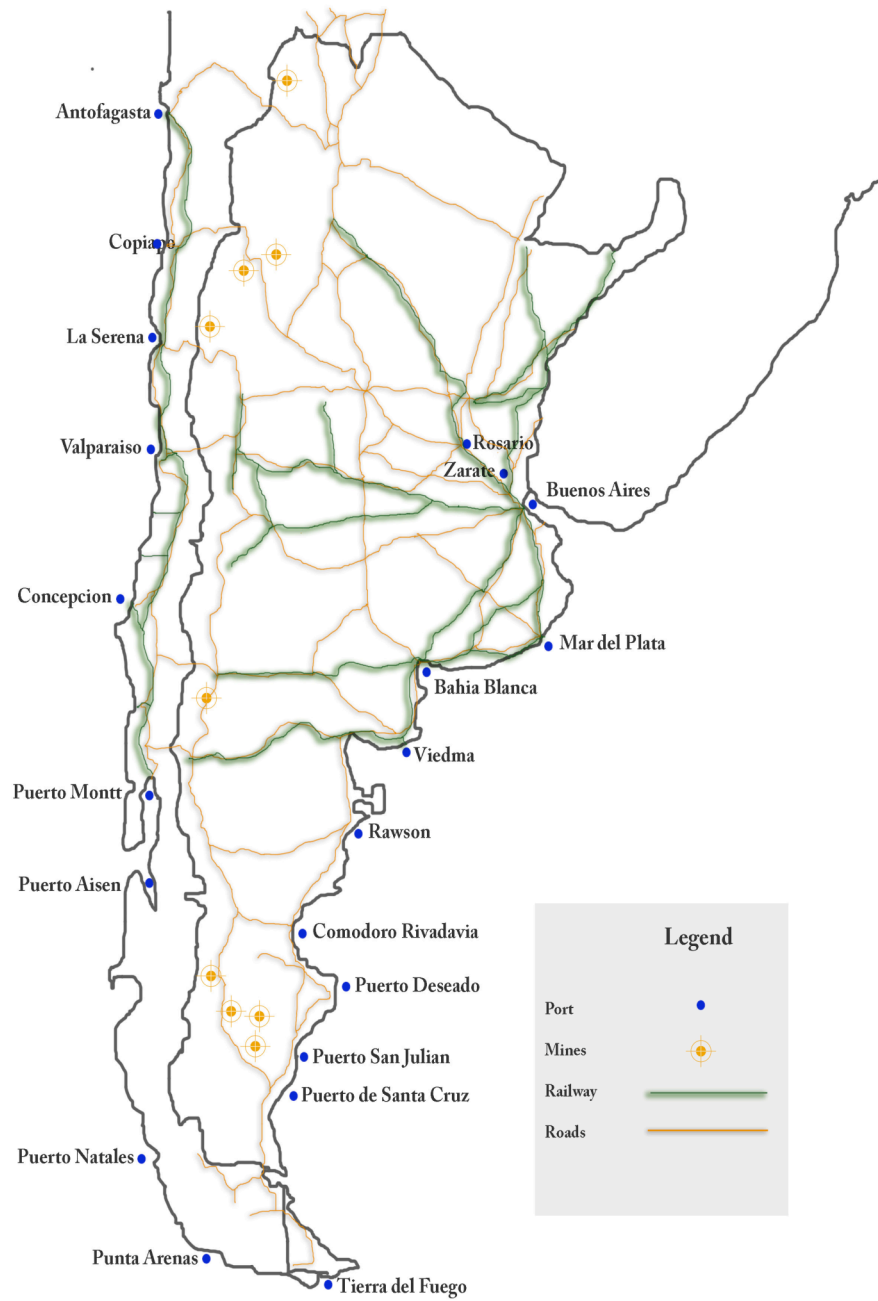 Antofagasta
Copiapo
La Serena
Rosario
Valparaiso
Zarate
Buenos Aires
Concepcion
Mar del Plata
Bahia Blanca
Viedma
Puerto Montt
Rawson
Puerto Aisen
Comodoro Rivadavia
Puerto Deseado
Puerto San Julian
Puerto de Santa Cruz
Puerto Natales
Punta Arenas
Tierra del Fuego
Legend
Port
Mines
Railway
Roads